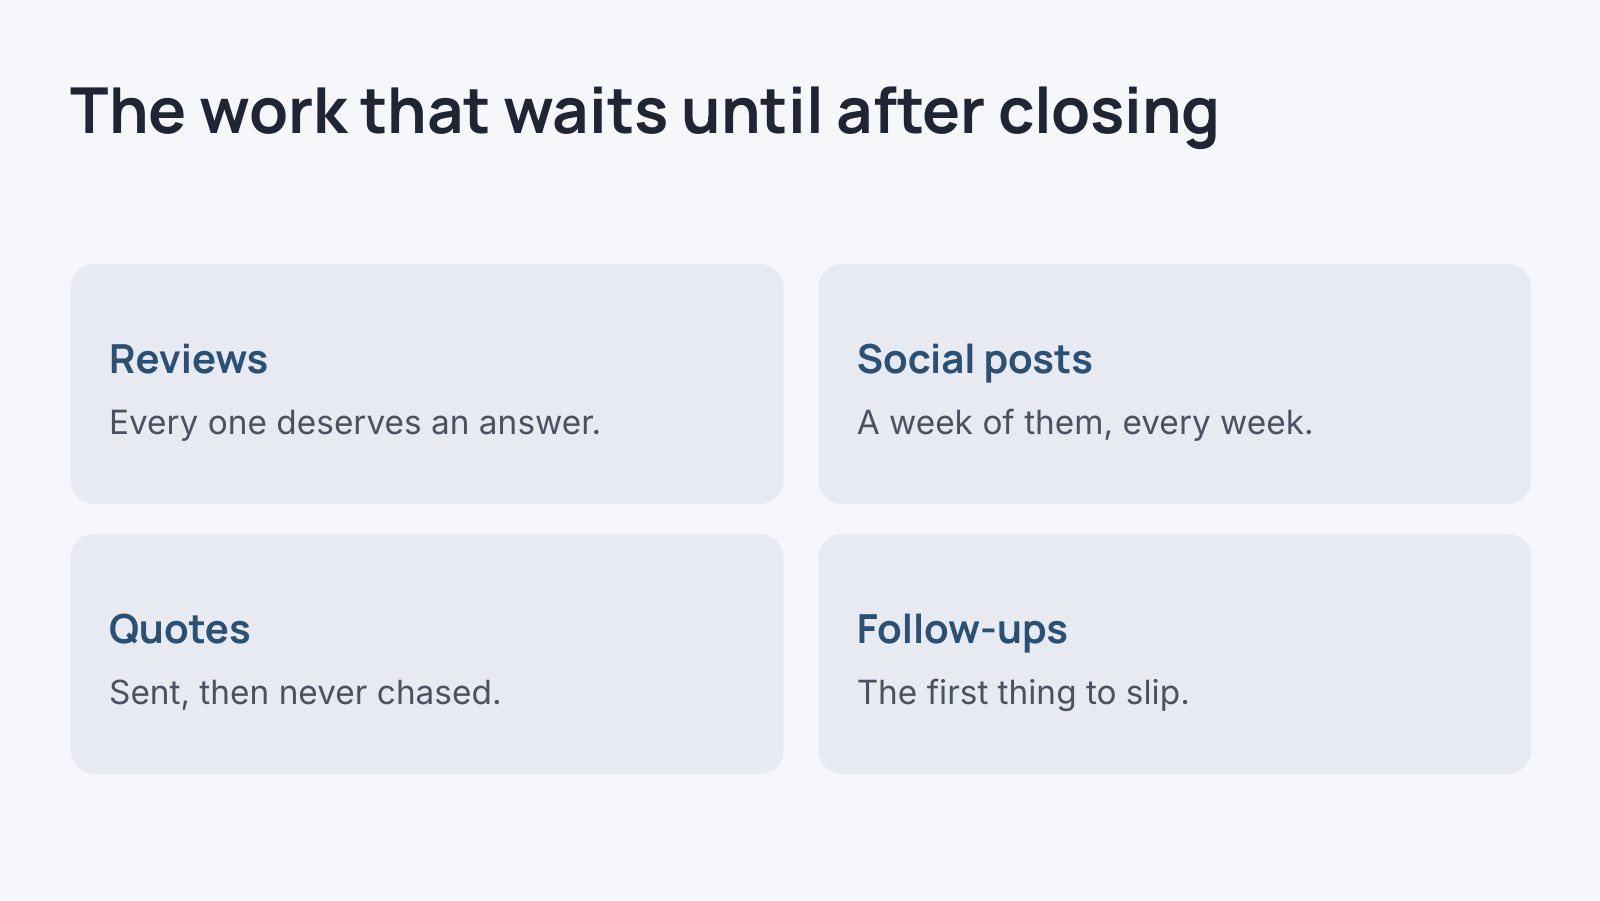 The work that waits until after closing
Reviews
Every one deserves an answer.
Social posts
A week of them, every week.
Quotes
Sent, then never chased.
Follow-ups
The first thing to slip.